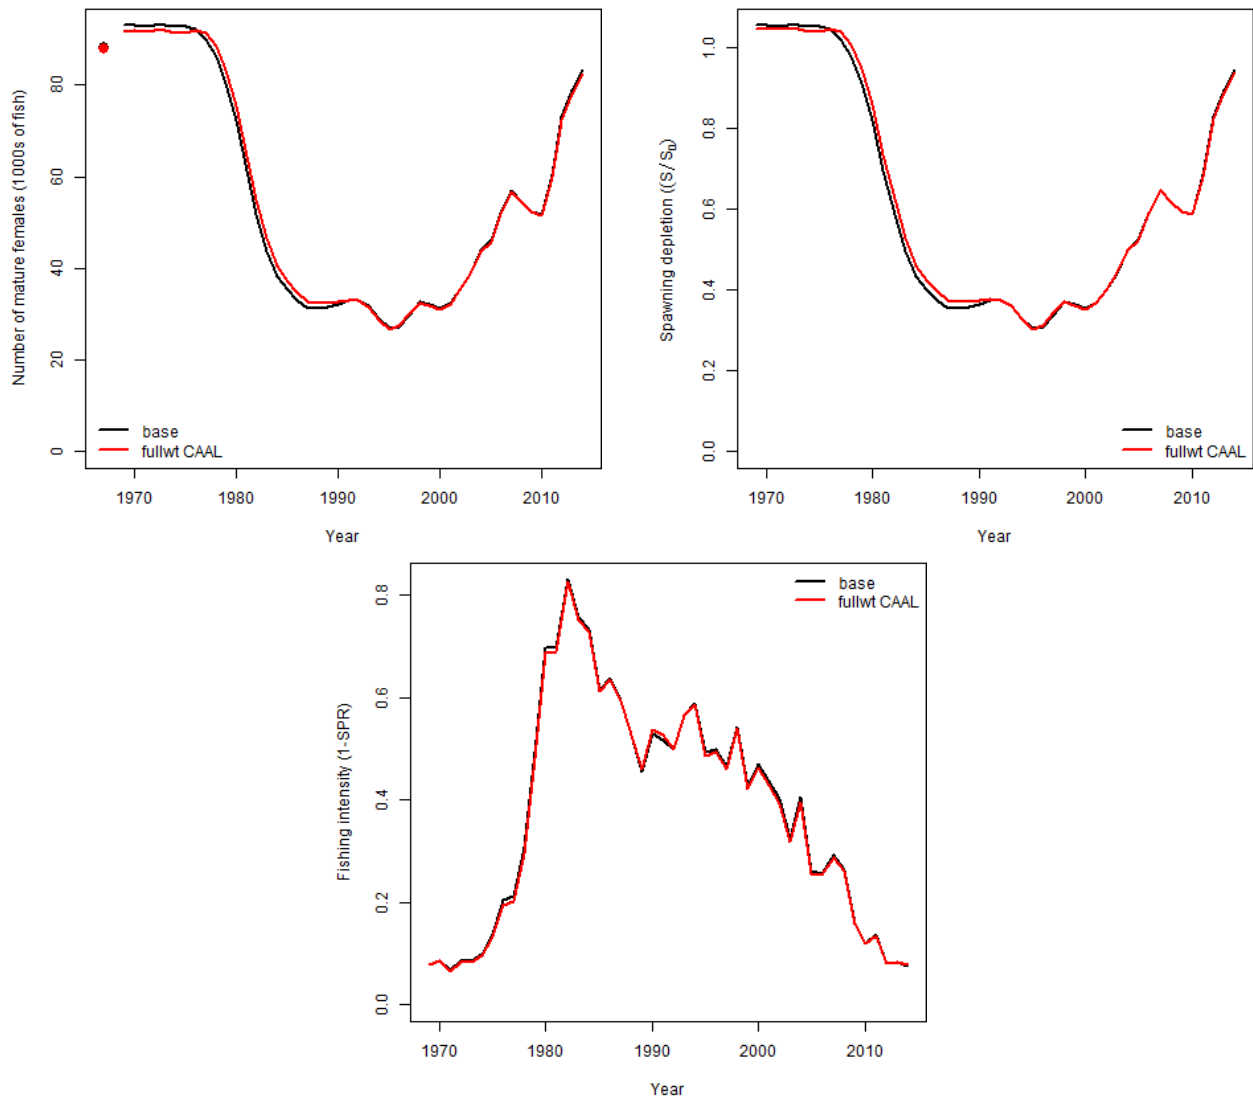 Number of mature females (1000s of fish)
80
60
40
20
0
base
fullwt CAAL
1970 1980 1990 2000 2010
Year
Spawning depletion ((S / S0)
1.0
0.8
0.6
0.4
0.2
0.0
base
fullwt CAAL
1970 1980 1990 2000 2010
Year
Fishing intensity (1-SPR)
0.8
0.6
0.4
0.2
0.0
base
fullwt CAAL
1970 1980 1990 2000 2010
Year